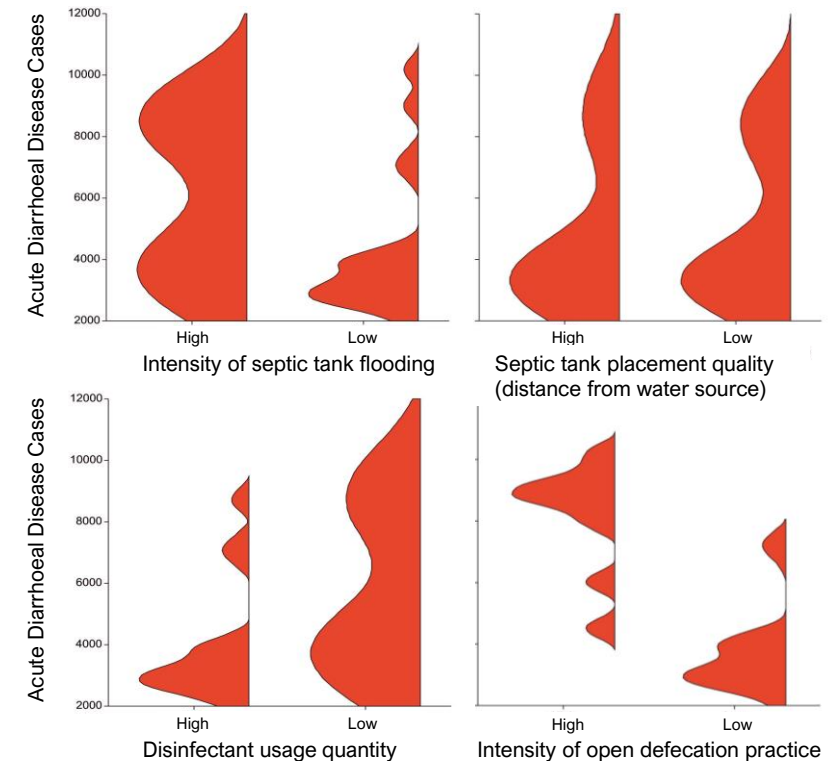 Acute Diarrhoeal Disease Cases
12000
10000
8000
6000
4000
2000
High
Low
Intensity of septic tank flooding
High
Low
Septic tank placement quality
(distance from water source)
Acute Diarrhoeal Disease Cases
12000
10000
8000
6000
4000
2000
High
Low
Disinfectant usage quantity
High
Low
Intensity of open defecation practice